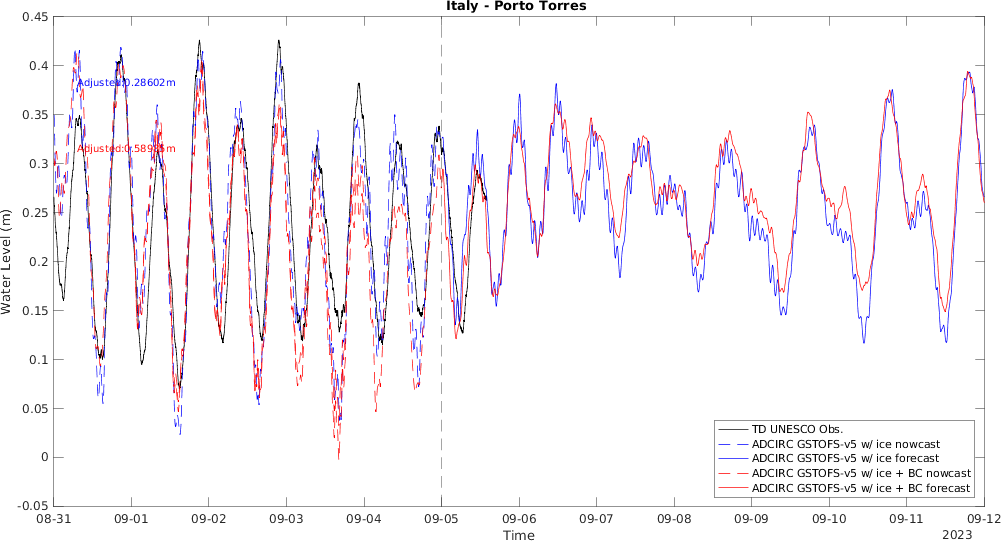 Italy - Porto Torres
Water Level (m)
0.45
0.4
0.35
0.3
0.25
0.2
0.15
0.1
0.05
0
-0.05
Adjusted:0.28602m
TD UNESCO Obs.
ADCIRC GSTOFS-v5 w/ ice nowcast
ADCIRC GSTOFS-v5 w/ ice forecast
ADCIRC GSTOFS-v5 w/ ice + BC nowcast
ADCIRC GSTOFS-v5 w/ ice + BC forecast
08-31 09-01 09-02 09-03 09-04 09-05 09-06 09-07 09-08 09-09 09-10 09-11 09-12
Time
2023